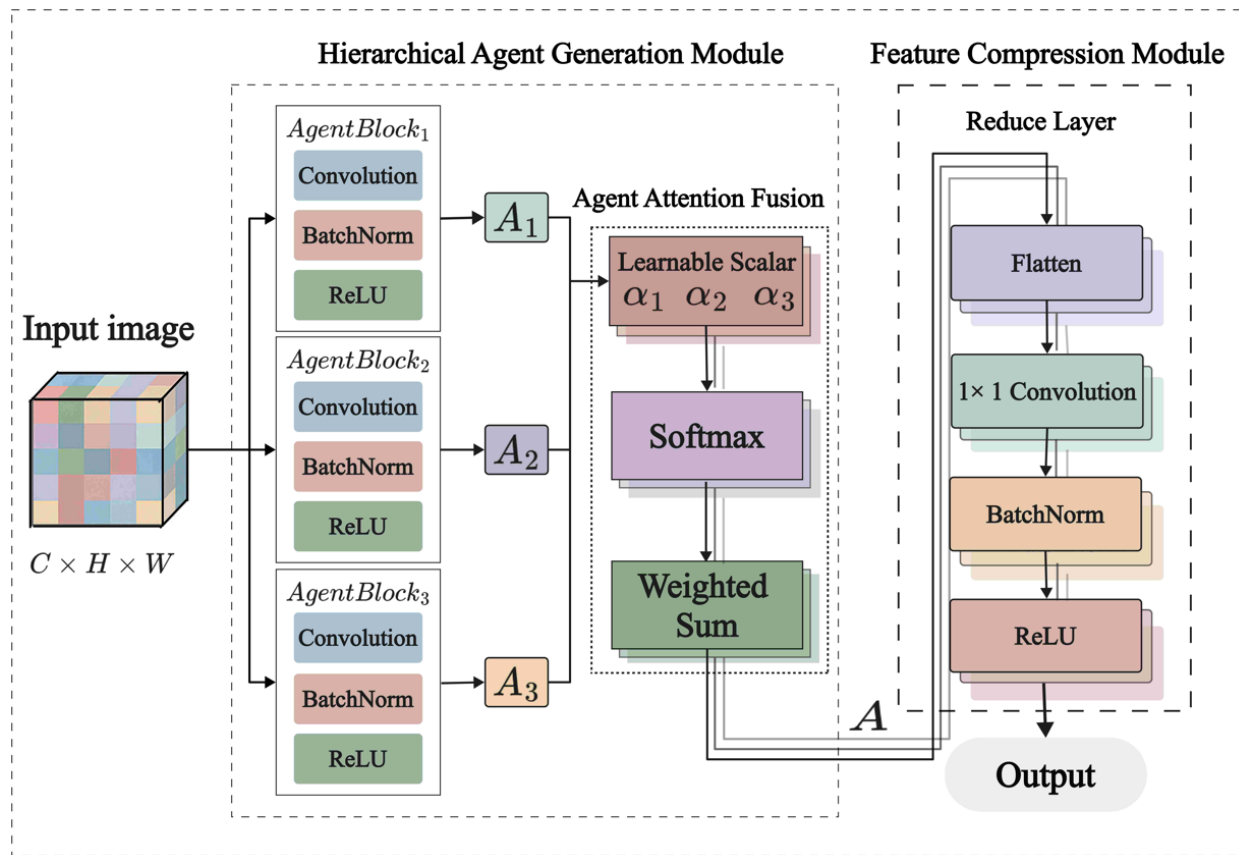 Hierarchical Agent Generation Module
Feature Compression Module
Input image
C × H × W
AgentBlock₁
Convolution
BatchNorm
ReLU
AgentBlock₂
Convolution
BatchNorm
ReLU
AgentBlock₃
Convolution
BatchNorm
ReLU
A₁
A₂
A₃
Agent Attention Fusion
Learnable Scalar
α₁ α₂ α₃
Softmax
Weighted
Sum
A
Reduce Layer
Flatten
1× 1 Convolution
BatchNorm
ReLU
Output